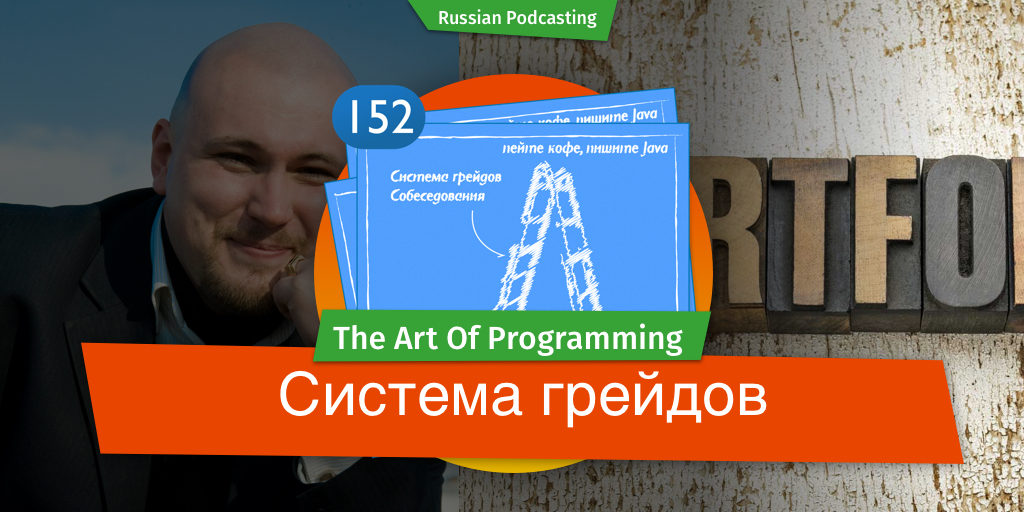 Russian Podcasting
152
кофе, пишите Java
пейте кофе, пишите Java
Система грейдов
Собеседования
RTFO
The Art Of Programming
Система грейдов